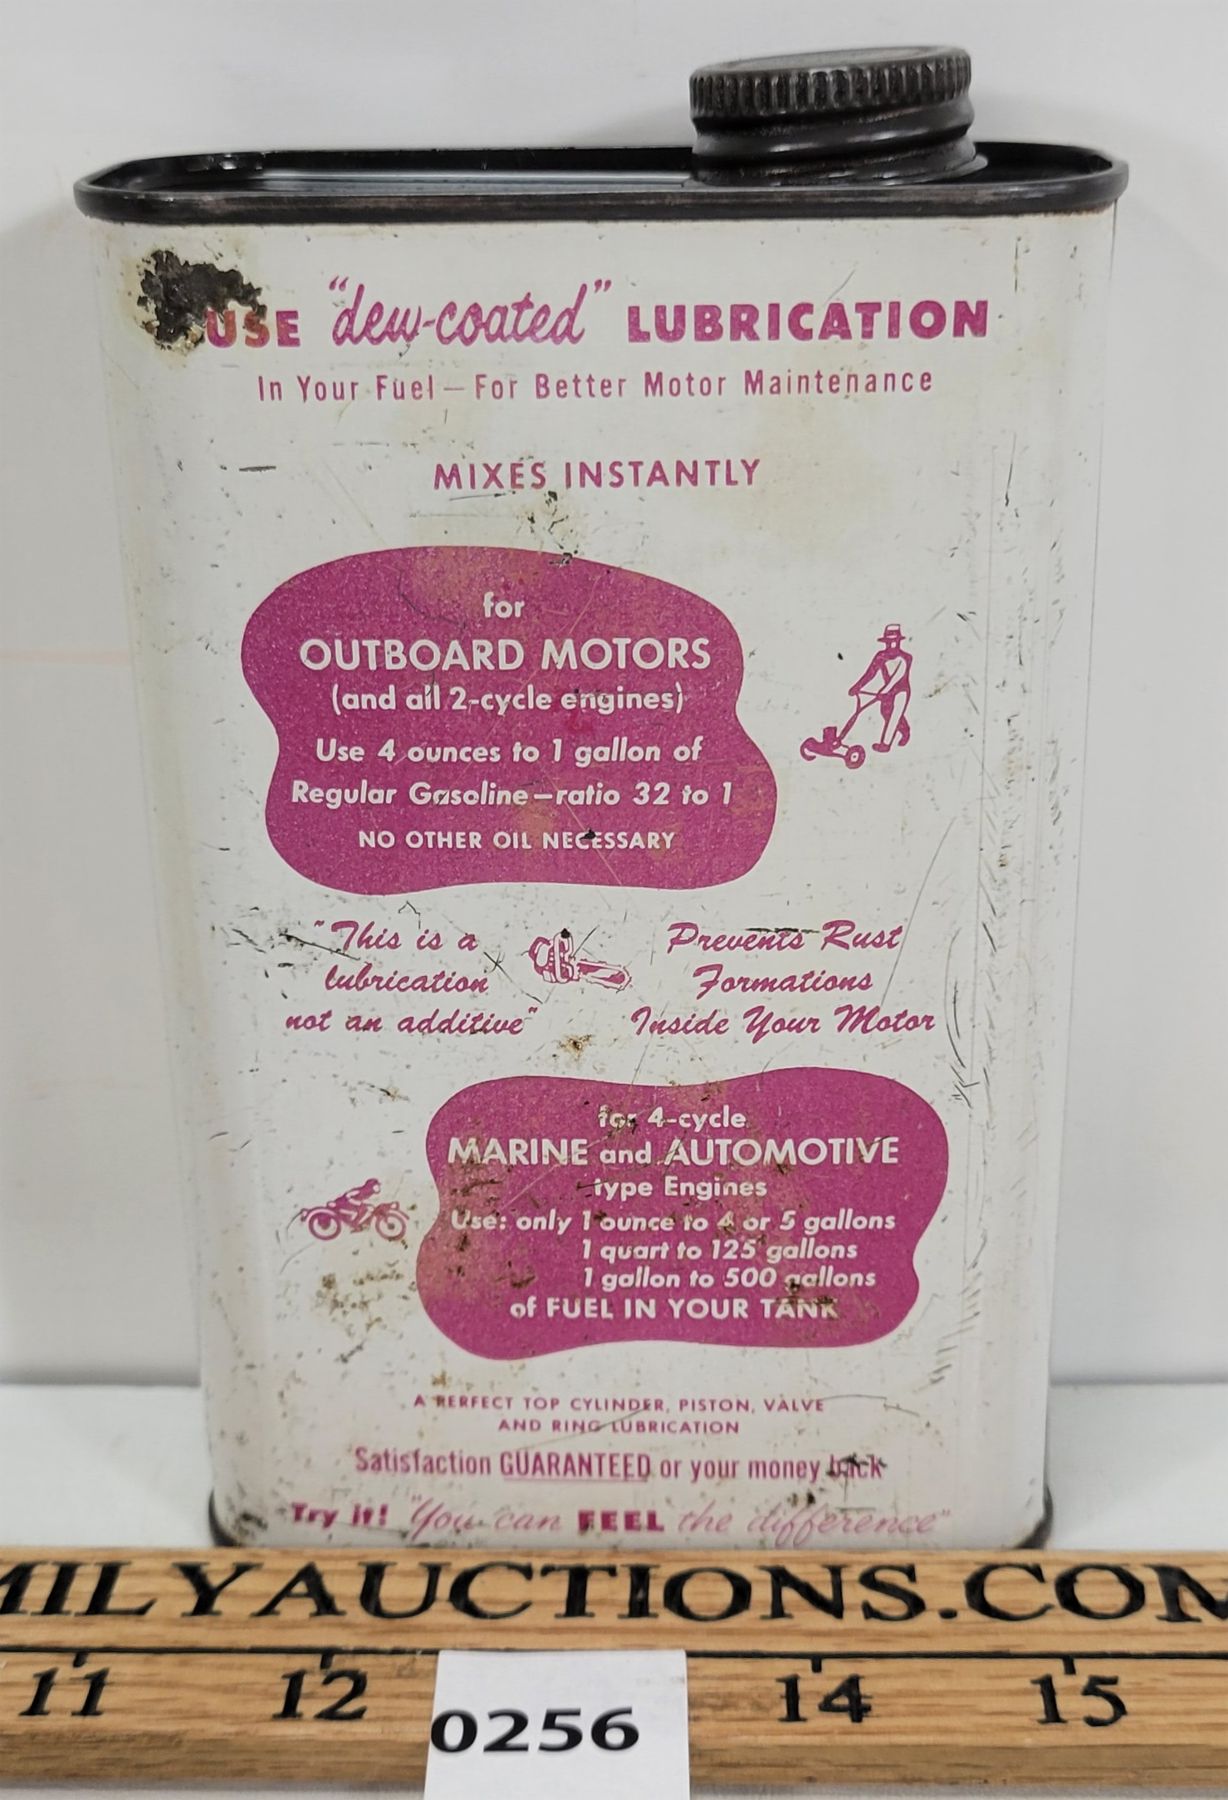 USE "dew-coated" LUBRICATION
In Your Fuel — For Better Motor Maintenance
MIXES INSTANTLY
for
OUTBOARD MOTORS
(and all 2-cycle engines)
Use 4 ounces to 1 gallon of
Regular Gasoline — ratio 32 to 1
NO OTHER OIL NECESSARY
"This is a
lubrication
not an additive"
Prevents Rust
Formations
Inside Your Motor
for 4-cycle
MARINE and AUTOMOTIVE
type Engines
Use: only 1 ounce to 4 or 5 gallons
1 quart to 125 gallons
1 gallon to 500 gallons
of FUEL IN YOUR TANK
A PERFECT TOP CYLINDER, PISTON, VALVE
AND RING LUBRICATION
Satisfaction GUARANTEED or your money back
Try it! "You can FEEL the difference"
MILYAUCTIONS.COM
11 12 14 15
0256